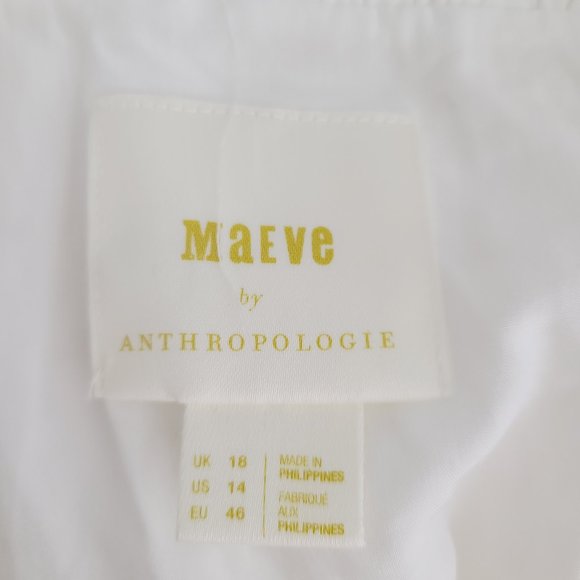 MaEve
by
ANTHROPOLOGIE
UK 18
US 14
EU 46
MADE IN
PHILIPPINES
FABRIQUÉ
AUX
PHILIPPINES